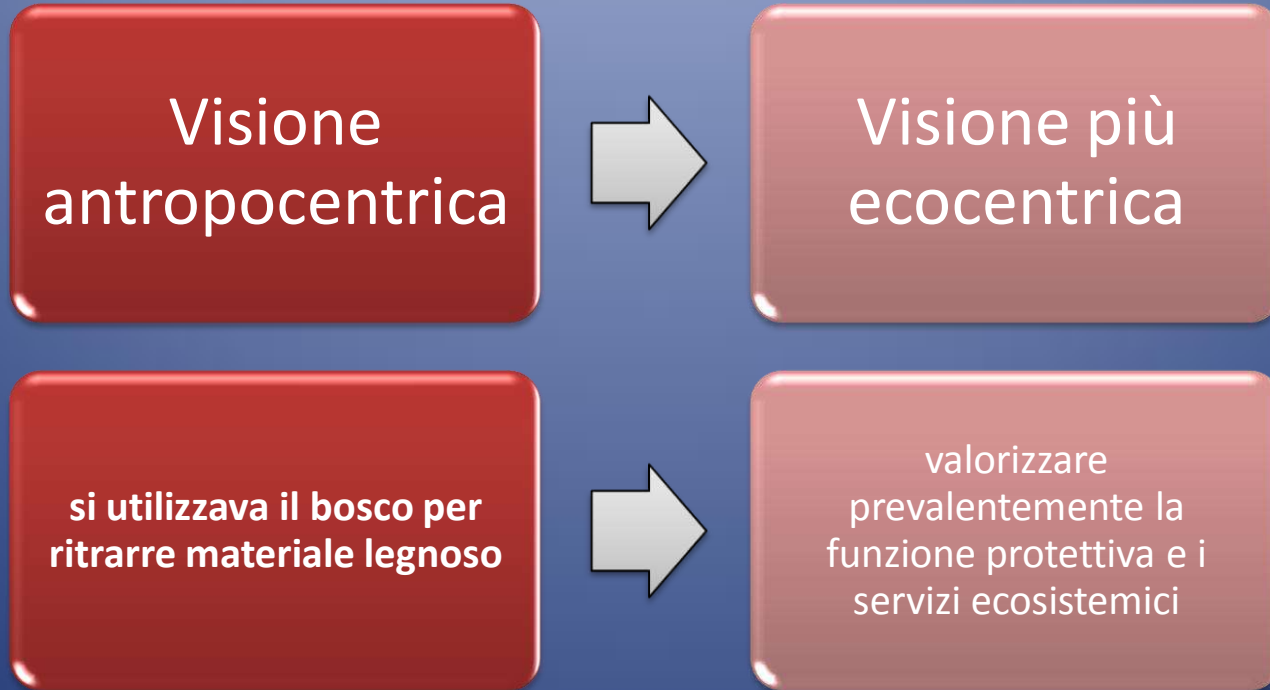 Visione
antropocentrica
Visione più
ecocentrica
si utilizzava il bosco per
ritrarre materiale legnoso
valorizzare
prevalentemente la
funzione protettiva e i
servizi ecosistemici